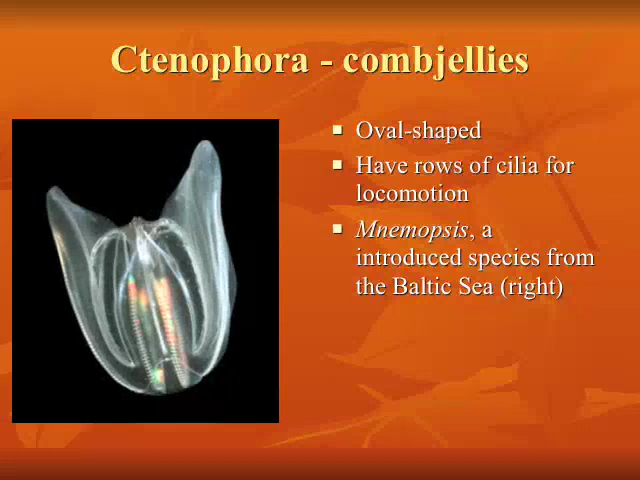 Ctenophora - combjellies
Oval-shaped
Have rows of cilia for
locomotion
Mnemopsis, a
introduced species from
the Baltic Sea (right)